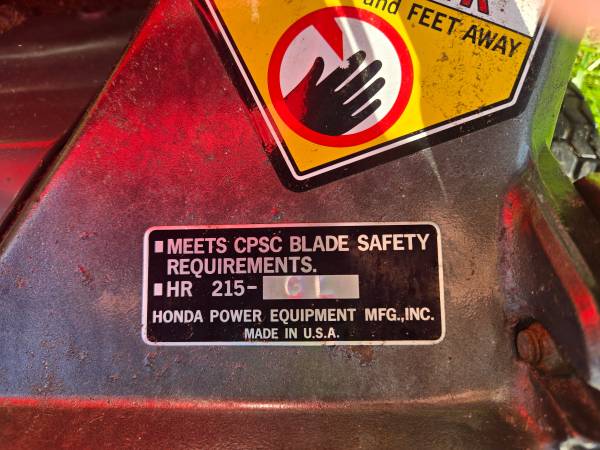 and FEET AWAY
MEETS CPSC BLADE SAFETY
REQUIREMENTS.
HR 215-
HONDA POWER EQUIPMENT MFG.,INC.
MADE IN U.S.A.